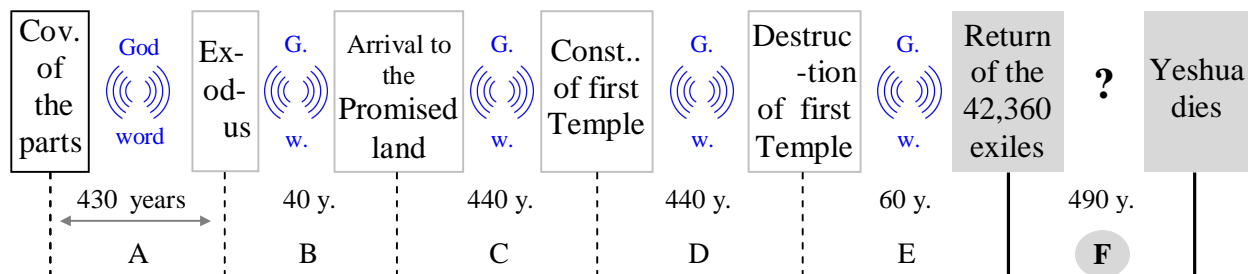 Cov.
of
the
parts
God
word
Ex-
od-
us
G.
w.
Arrival to
the
Promised
land
G.
w.
Const..
of first
Temple
G.
w.
Destruc
-tion
of first
Temple
G.
w.
Return
of the
42,360
exiles
?
Yeshua
dies
430 years
40 y.
440 y.
440 y.
60 y.
490 y.
A
B
C
D
E
F